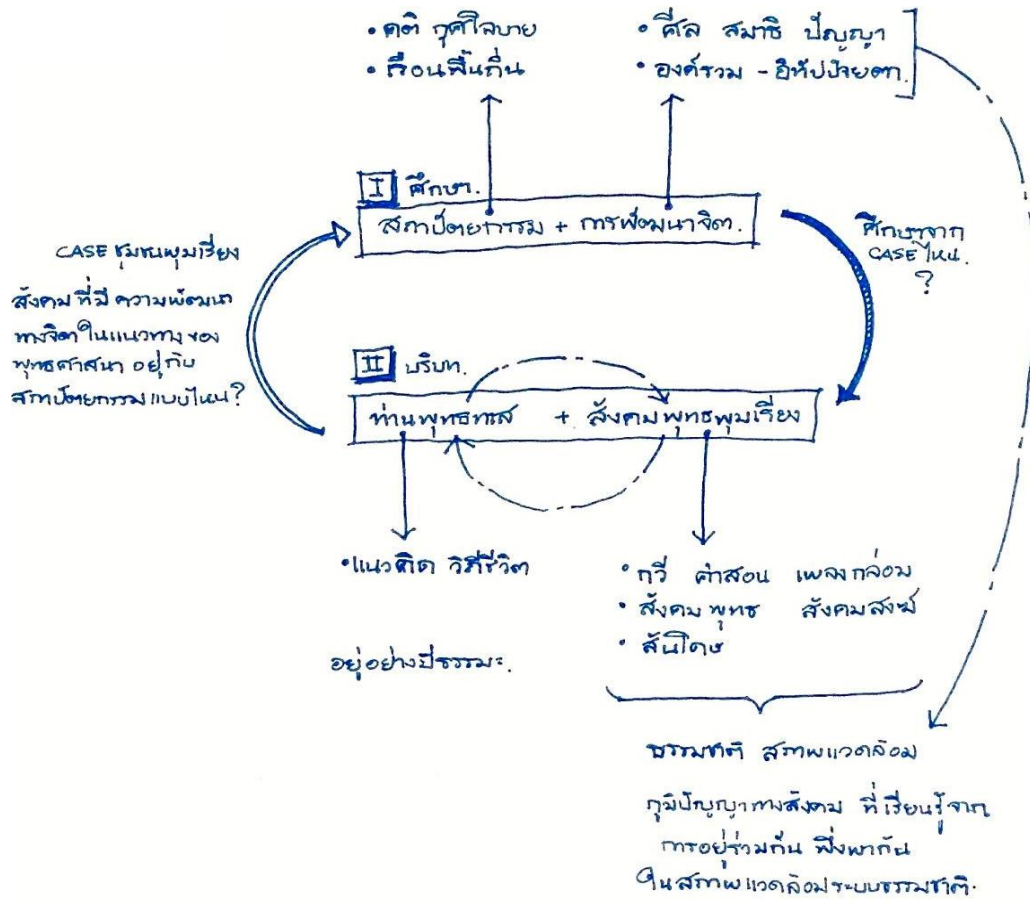 • คติ กุศโลบาย
• เรือนพื้นถิ่น
• ศีล สมาธิ ปัญญา
• องค์รวม - อิทัปปัจยตา.
I ศึกษา.
สถาปัตยกรรม + การพัฒนาจิต.
CASE ชุมชนพุมเรียง
สังคมที่มีความพัฒนา
ทางจิตในแนวทางของ
พุทธศาสนา อยู่กับ
สถาปัตยกรรมแบบไหน?
ศึกษาจาก
CASE ไหน.
?
II บริบท.
ท่านพุทธทาส + สังคมพุทธพุมเรียง
• แนวคิด วิถีชีวิต
อยู่อย่างมีธรรมะ.
• กวี คำสอน เพลงกล่อม
• สังคมพุทธ สังคมสงฆ์
• สันโดษ
ธรรมชาติ สภาพแวดล้อม
ภูมิปัญญาทางสังคม ที่เรียนรู้จาก
การอยู่ร่วมกัน พึ่งพากัน
ในสภาพแวดล้อมระบบธรรมชาติ.